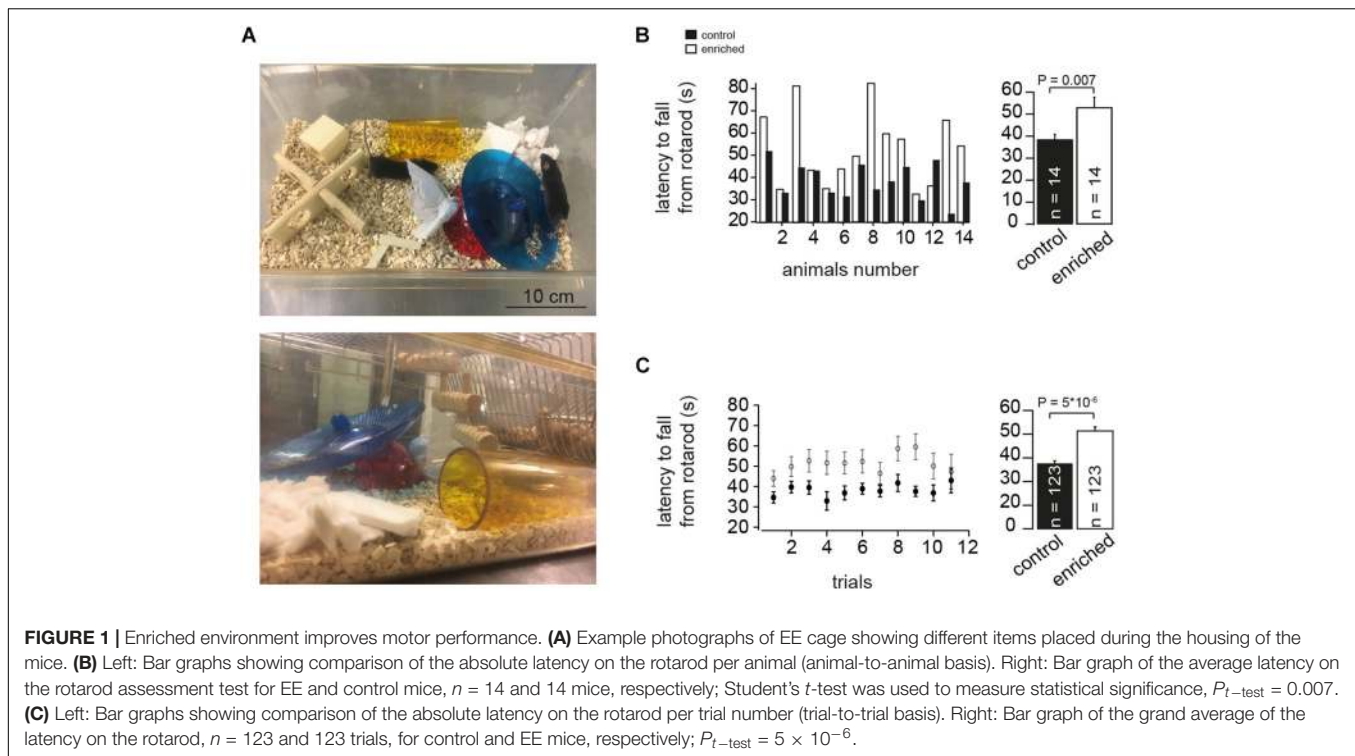 A
10 cm
B
control
enriched
latency to fall
from rotarod (s)
80
70
60
50
40
30
20
2 4 6 8 10 12 14
animals number
P = 0.007
60
50
40
30
20
10
0
n = 14
n = 14
control
enriched
C
latency to fall
from rotarod (s)
80
70
60
50
40
30
20
2 4 6 8 10 12
trials
P = 5*10-6
60
50
40
30
20
10
0
n = 123
n = 123
control
enriched
FIGURE 1 | Enriched environment improves motor performance. (A) Example photographs of EE cage showing different items placed during the housing of the
mice. (B) Left: Bar graphs showing comparison of the absolute latency on the rotarod per animal (animal-to-animal basis). Right: Bar graph of the average latency on
the rotarod assessment test for EE and control mice, n = 14 and 14 mice, respectively; Student's t-test was used to measure statistical significance, Pt−test = 0.007.
(C) Left: Bar graphs showing comparison of the absolute latency on the rotarod per trial number (trial-to-trial basis). Right: Bar graph of the grand average of the
latency on the rotarod, n = 123 and 123 trials, for control and EE mice, respectively; Pt−test = 5 × 10−6.